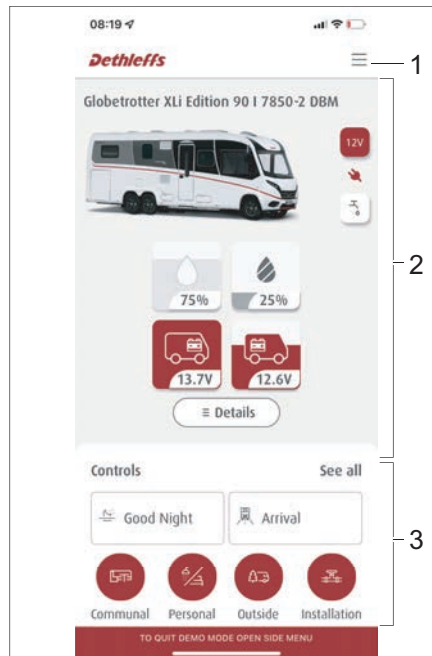 08:19
Dethleffs
1
Globetrotter XLi Edition 90 I 7850-2 DBM
12V
2
75%
25%
13.7V
12.6V
Details
Controls
See all
Good Night
Arrival
3
Communal
Personal
Outside
Installation
TO QUIT DEMO MODE OPEN SIDE MENU